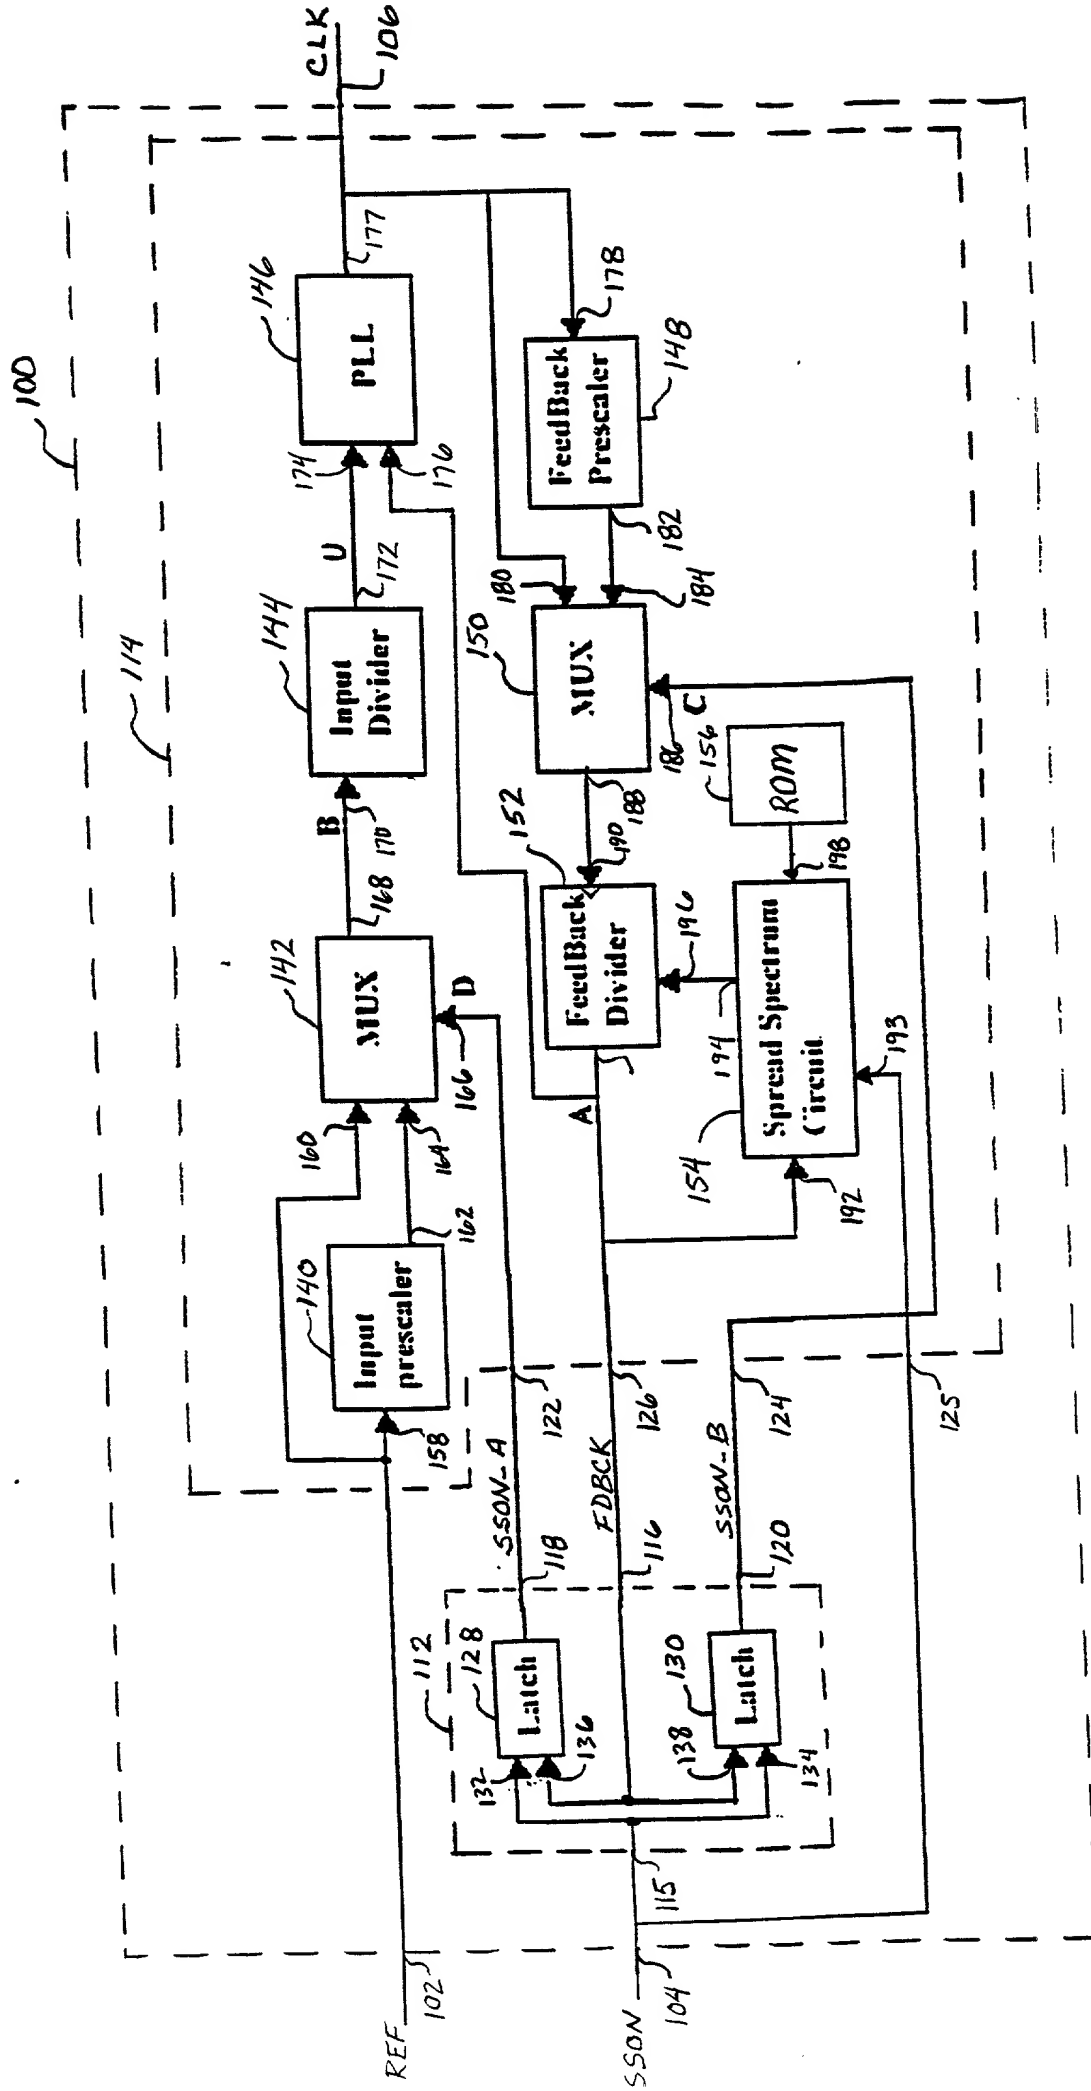 100
114
CLK
106
146
PLL
177
174
176
U
172
144
Input
Divider
B
170
168
142
MUX
160
164
166
D
140
Input
prescaler
162
158
REF
102
178
FeedBack
Prescaler
148
182
180
184
150
MUX
186
C
188
190
152
FeedBack
Divider
A
196
194
156
ROM
198
Spread Spectrum
Circuit
154
192
193
122
126
124
125
SSON_A
FDBCK
SSON_B
118
116
120
112
128
Latch
132
136
130
Latch
138
134
115
SSON
104